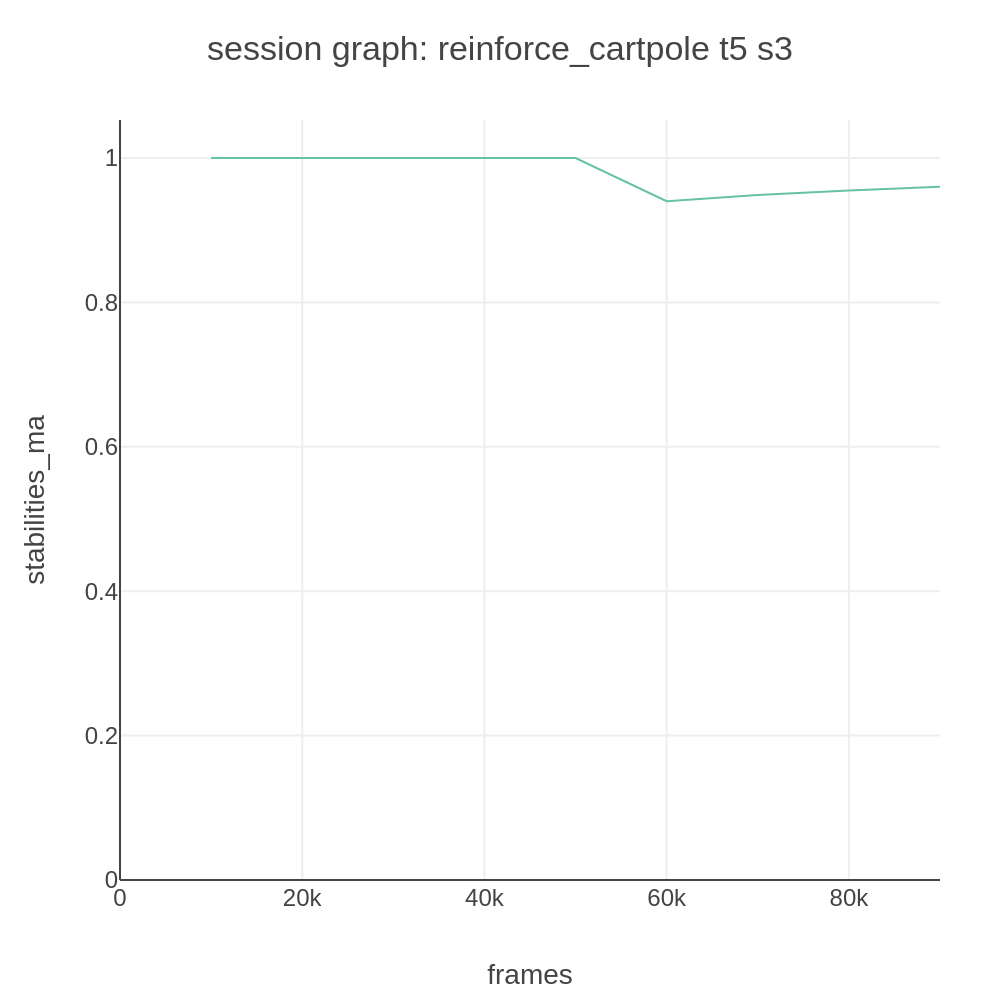 session graph: reinforce_cartpole t5 s3
stabilities_ma
1
0.8
0.6
0.4
0.2
0
0
20k
40k
60k
80k
frames